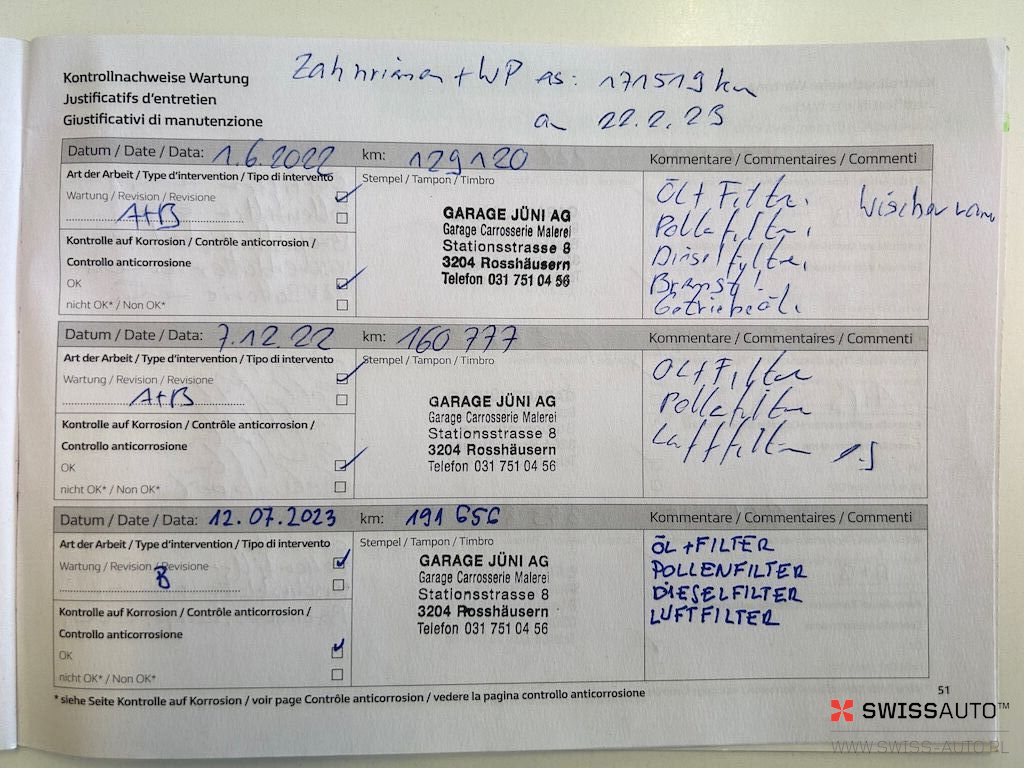 Zahnriemen + WP as: 171519 km
an 22.2.23
Kontrollnachweise Wartung
Justificatifs d'entretien
Giustificativi di manutenzione
Datum / Date / Data: 1.6.2022 km: 129120 Kommentare / Commentaires / Commenti
Art der Arbeit / Type d'intervention / Tipo di intervento
Stempel / Tampon / Timbro
Wartung / Revision / Revisione
A+B
Kontrolle auf Korrosion / Contrôle anticorrosion /
Controllo anticorrosione
OK
nicht OK* / Non OK*
GARAGE JÜNI AG
Garage Carrosserie Malerei
Stationsstrasse 8
3204 Rosshäusern
Telefon 031 751 04 56
Öl + Filter.
Pollenfilter,
Dieselfilter,
Bremsfl.
Getriebeöl.
Datum / Date / Data: 7.12.22 km: 160 777 Kommentare / Commentaires / Commenti
Art der Arbeit / Type d'intervention / Tipo di intervento
Stempel / Tampon / Timbro
Wartung / Revision / Revisione
A+B
Kontrolle auf Korrosion / Contrôle anticorrosion /
Controllo anticorrosione
OK
nicht OK* / Non OK*
GARAGE JÜNI AG
Garage Carrosserie Malerei
Stationsstrasse 8
3204 Rosshäusern
Telefon 031 751 04 56
Öl + Filter
Pollenfilter
Luftfilter
Datum / Date / Data: 12.07.2023 km: 191 656 Kommentare / Commentaires / Commenti
Art der Arbeit / Type d'intervention / Tipo di intervento
Stempel / Tampon / Timbro
Wartung / Revision / Revisione
B
Kontrolle auf Korrosion / Contrôle anticorrosion /
Controllo anticorrosione
OK
nicht OK* / Non OK*
GARAGE JÜNI AG
Garage Carrosserie Malerei
Stationsstrasse 8
3204 Rosshäusern
Telefon 031 751 04 56
ÖL + FILTER
POLLENFILTER
DIESELFILTER
LUFTFILTER
* siehe Seite Kontrolle auf Korrosion / voir page Contrôle anticorrosion / vedere la pagina controllo anticorrosione
51
SWISSAUTO™
WWW.SWISS-AUTO.PL